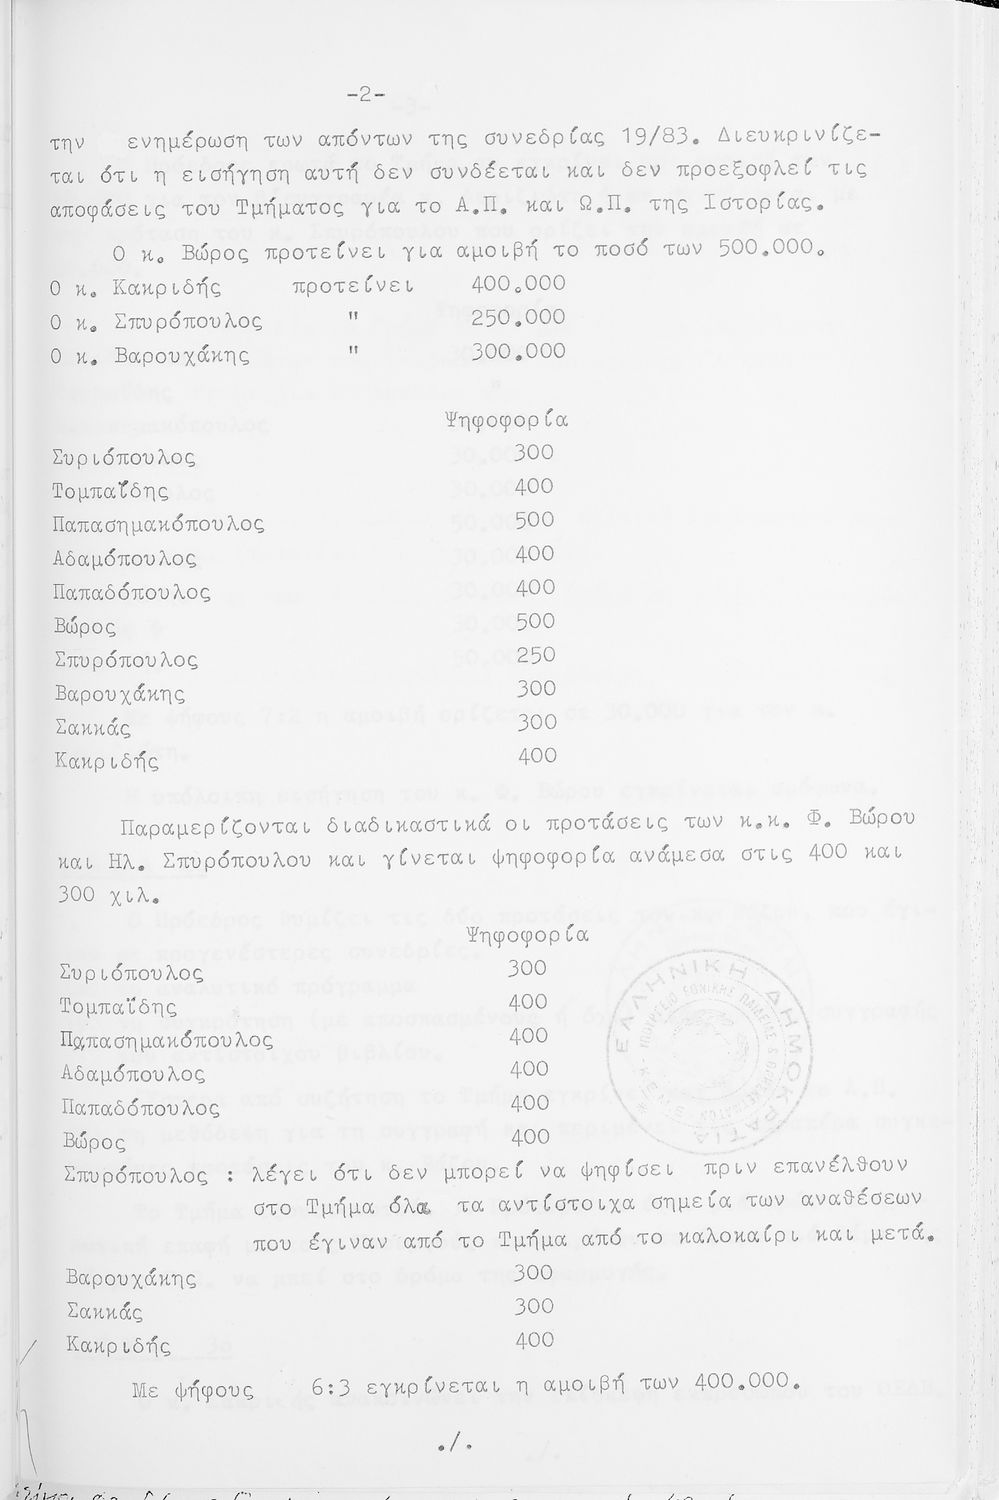 -2-
την ενημέρωση των απόντων της συνεδρίας 19/83. Διευκρινίζε-
ται ότι η εισήγηση αυτή δεν συνδέεται και δεν προεξοφλεί τις
αποφάσεις του Τμήματος για το Α.Π. και Ω.Π. της Ιστορίας.
Ο κ. Βώρος προτείνει για αμοιβή το ποσό των 500.000.
Ο κ. Κακριδής προτείνει 400.000
Ο κ. Σπυρόπουλος " 250.000
Ο κ. Βαρουχάκης " 300.000
Ψηφοφορία
Συριόπουλος 300
Τομπαΐδης 400
Παπασημακόπουλος 500
Αδαμόπουλος 400
Παπαδόπουλος 400
Βώρος 500
Σπυρόπουλος 250
Βαρουχάκης 300
Σακκάς 300
Κακριδής 400
Παραμερίζονται διαδικαστικά οι προτάσεις των κ.κ. Φ. Βώρου
και Ηλ. Σπυρόπουλου και γίνεται ψηφοφορία ανάμεσα στις 400 και
300 χιλ.
Ψηφοφορία
Συριόπουλος 300
Τομπαΐδης 400
Παπασημακόπουλος 400
Αδαμόπουλος 400
Παπαδόπουλος 400
Βώρος 400
Σπυρόπουλος : λέγει ότι δεν μπορεί να ψηφίσει πριν επανέλθουν
στο Τμήμα όλα τα αντίστοιχα σημεία των αναθέσεων
που έγιναν από το Τμήμα από το καλοκαίρι και μετά.
Βαρουχάκης 300
Σακκάς 300
Κακριδής 400
Με ψήφους 6:3 εγκρίνεται η αμοιβή των 400.000.
./.
ΕΛΛΗΝΙΚΗ ΔΗΜΟΚΡΑΤΙΑ